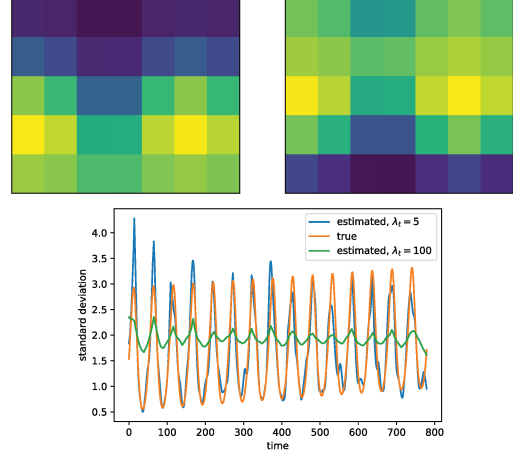 estimated, λt = 5
true
estimated, λt = 100
standard deviation
4.0
3.5
3.0
2.5
2.0
1.5
1.0
0.5
0 100 200 300 400 500 600 700 800
time